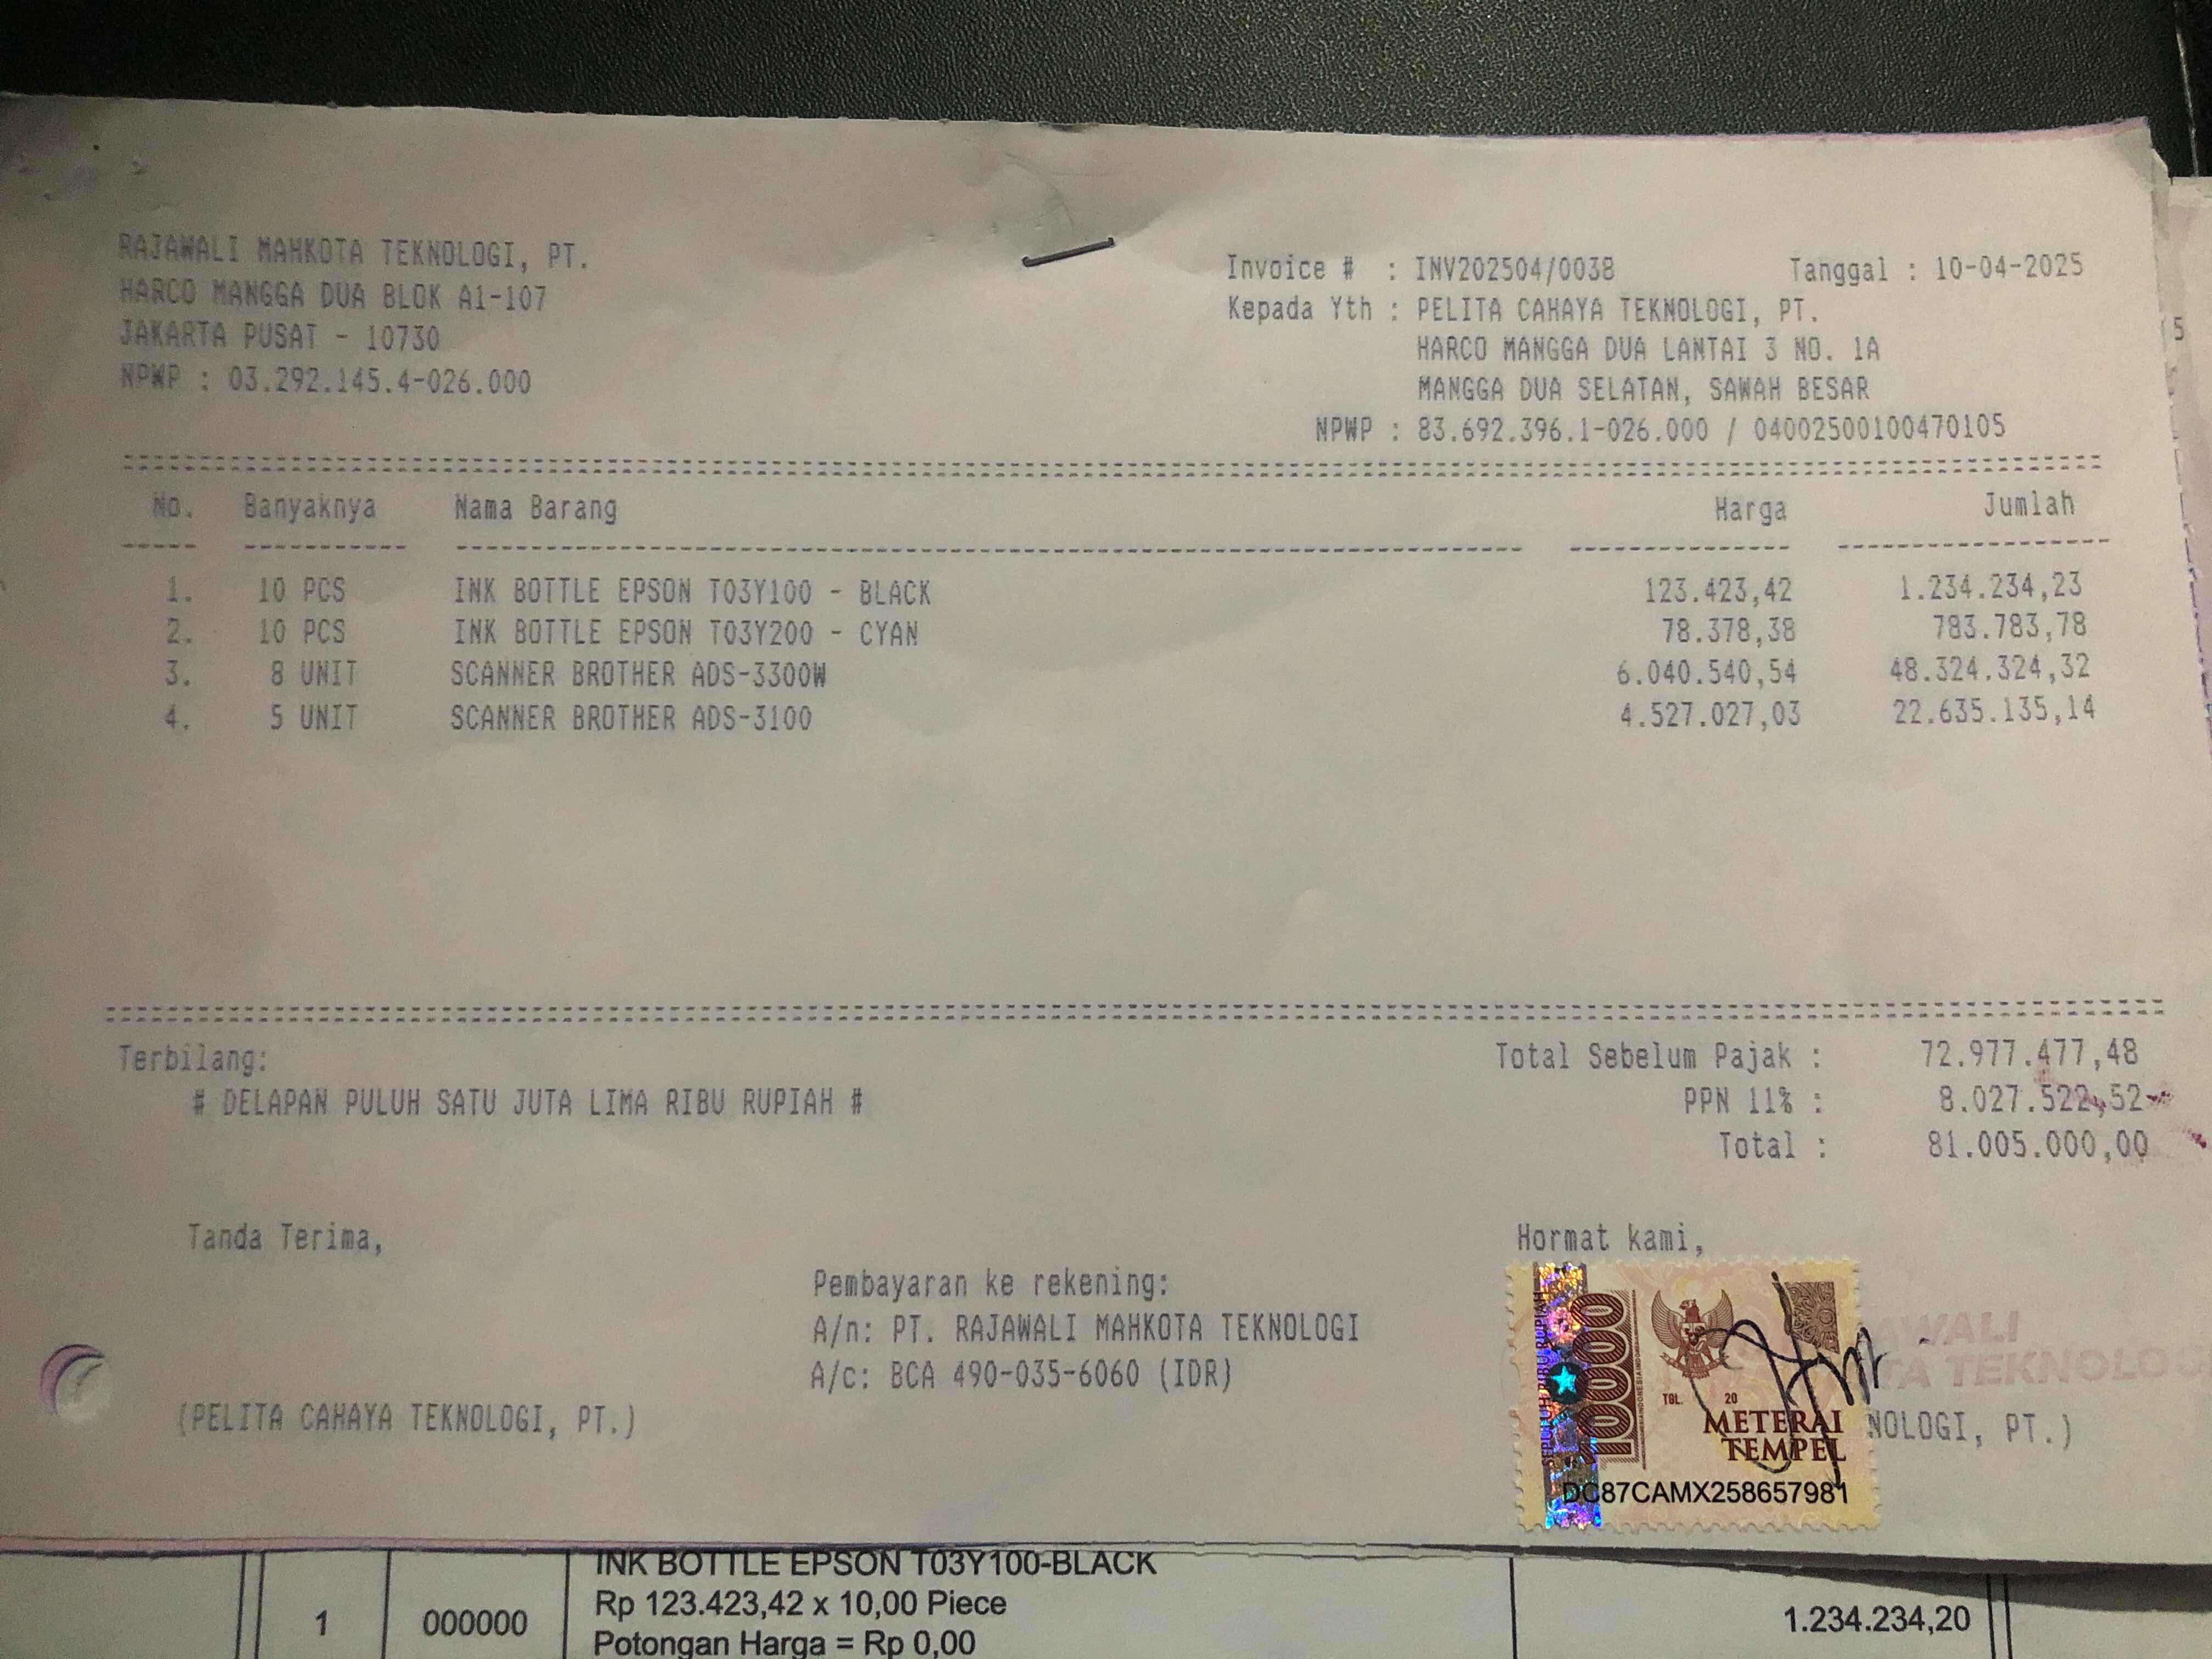 RAJAWALI MAHKOTA TEKNOLOGI, PT.
HARCO MANGGA DUA BLOK A1-107
JAKARTA PUSAT - 10730
NPWP : 03.292.145.4-026.000
Invoice # : INV202504/0038 Tanggal : 10-04-2025
Kepada Yth : PELITA CAHAYA TEKNOLOGI, PT.
HARCO MANGGA DUA LANTAI 3 NO. 1A
MANGGA DUA SELATAN, SAWAH BESAR
NPWP : 83.692.396.1-026.000 / 04002500100470105
No. Banyaknya Nama Barang Harga Jumlah
1. 10 PCS INK BOTTLE EPSON T03Y100 - BLACK 123.423,42 1.234.234,23
2. 10 PCS INK BOTTLE EPSON T03Y200 - CYAN 78.378,38 783.783,78
3. 8 UNIT SCANNER BROTHER ADS-3300W 6.040.540,54 48.324.324,32
4. 5 UNIT SCANNER BROTHER ADS-3100 4.527.027,03 22.635.135,14
Terbilang:
# DELAPAN PULUH SATU JUTA LIMA RIBU RUPIAH #
Total Sebelum Pajak : 72.977.477,48
PPN 11% : 8.027.522,52
Total : 81.005.000,00
Tanda Terima,
(PELITA CAHAYA TEKNOLOGI, PT.)
Pembayaran ke rekening:
A/n: PT. RAJAWALI MAHKOTA TEKNOLOGI
A/c: BCA 490-035-6060 (IDR)
Hormat kami,
10000
TGL. 20
METERAI
TEMPEL
DC87CAMX258657981
AWALI
TA TEKNOLOG
NOLOGI, PT.)
5
INK BOTTLE EPSON T03Y100-BLACK
1 000000 Rp 123.423,42 x 10,00 Piece 1.234.234,20
Potongan Harga = Rp 0,00